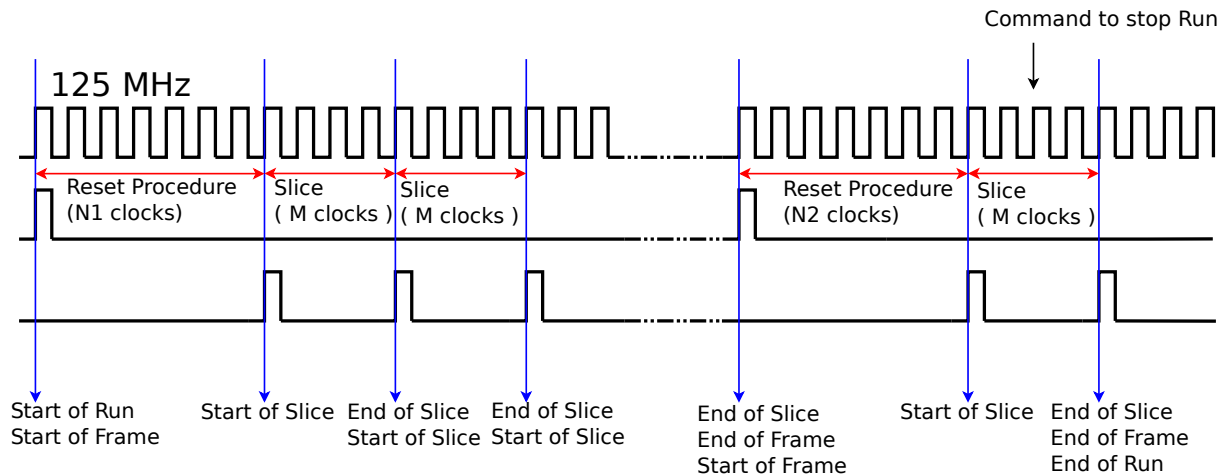 Command to stop Run
125 MHz
Reset Procedure
(N1 clocks)
Slice
( M clocks )
Slice
( M clocks )
Reset Procedure
(N2 clocks)
Slice
( M clocks )
Start of Run
Start of Frame
Start of Slice
End of Slice
Start of Slice
End of Slice
Start of Slice
End of Slice
End of Frame
Start of Frame
Start of Slice
End of Slice
End of Frame
End of Run